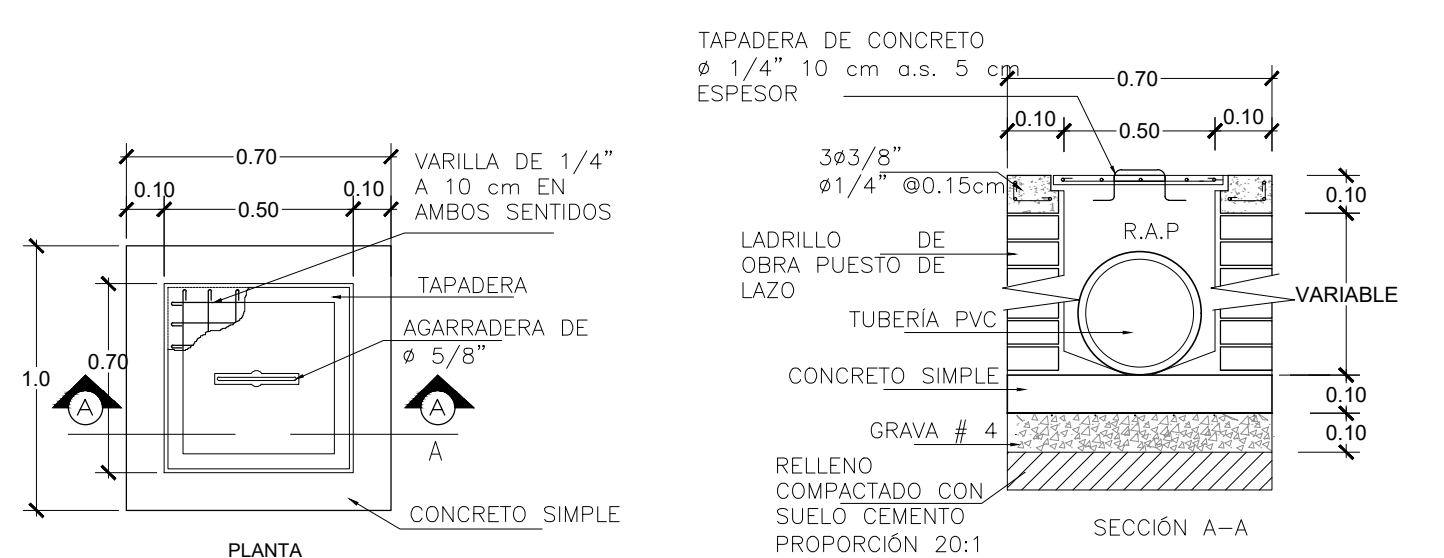 0.70
0.10
0.10
0.50
VARILLA DE 1/4”
A 10 cm EN
AMBOS SENTIDOS
TAPADERA
AGARRADERA DE
ø 5/8”
0.70
1.0
A
A
A
CONCRETO SIMPLE
PLANTA
TAPADERA DE CONCRETO
ø 1/4” 10 cm a.s. 5 cm
ESPESOR
0.70
0.10
0.50
0.10
3ø3/8”
ø1/4” @0.15cm
0.10
R.A.P
LADRILLO DE
OBRA PUESTO DE
LAZO
VARIABLE
TUBERÍA PVC
CONCRETO SIMPLE
0.10
GRAVA # 4
0.10
RELLENO
COMPACTADO CON
SUELO CEMENTO
PROPORCIÓN 20:1
SECCIÓN A-A